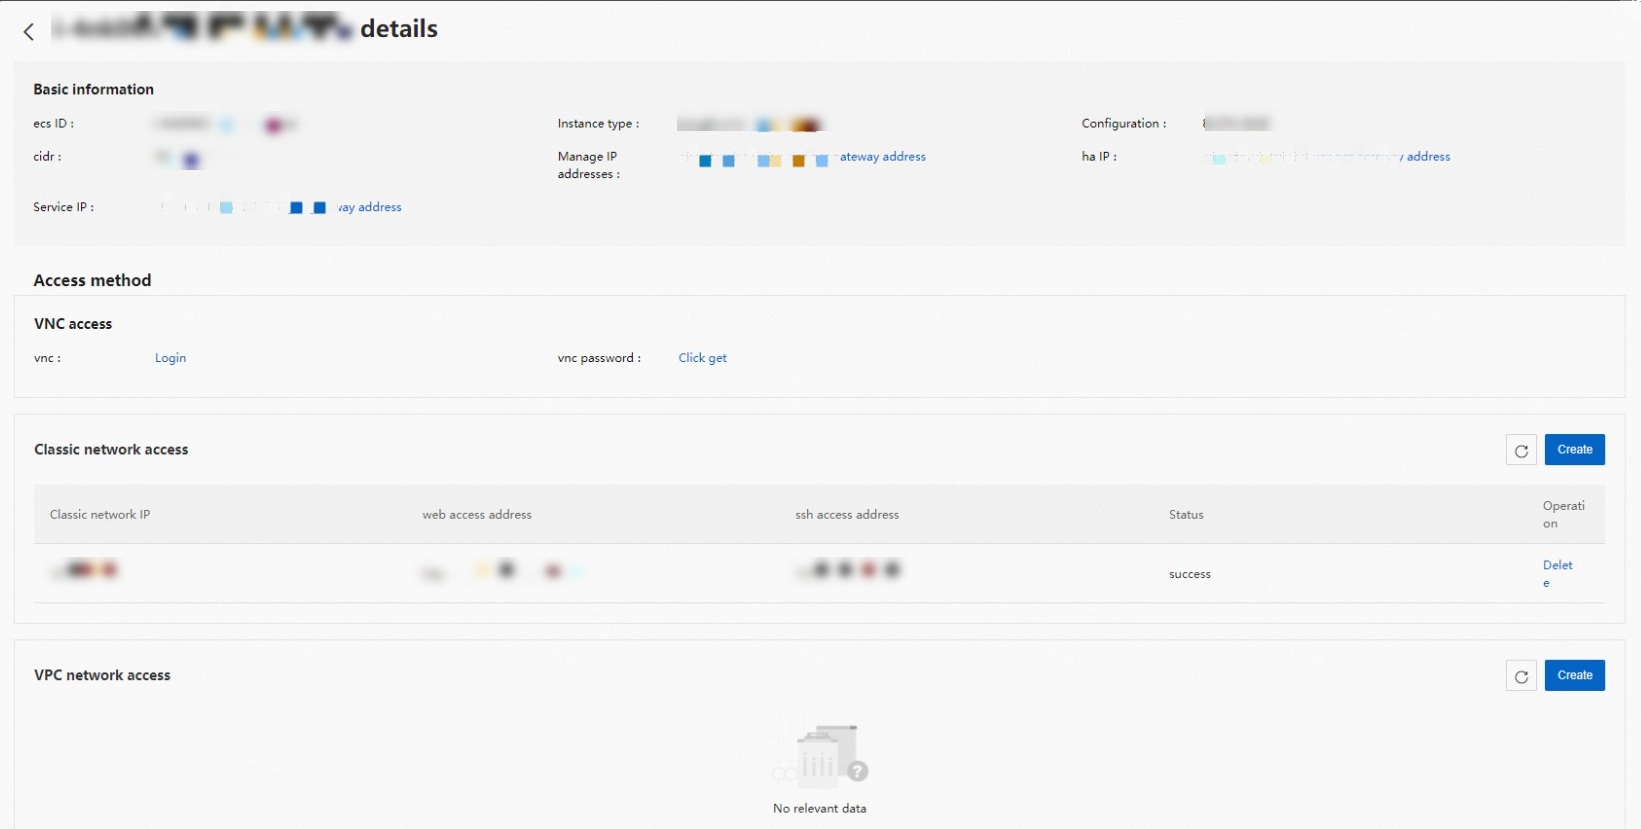 details
Basic information
ecs ID :
Instance type :
Configuration :
cidr :
Manage IP addresses :
ateway address
ha IP :
address
Service IP :
way address
Access method
VNC access
vnc :
Login
vnc password :
Click get
Classic network access
Create
Classic network IP
web access address
ssh access address
Status
Operati
on
success
Delet
e
VPC network access
Create
?
No relevant data